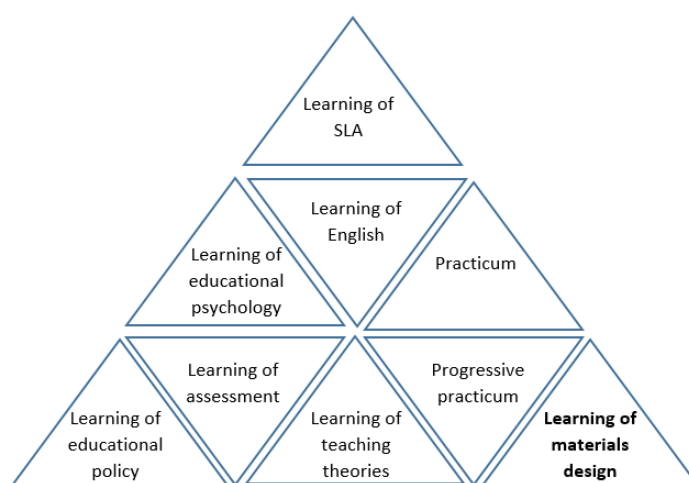 Learning of
SLA
Learning of
English
Learning of
educational
psychology
Practicum
Learning of
assessment
Progressive
practicum
Learning of
educational
policy
Learning of
teaching
theories
Learning of
materials
design